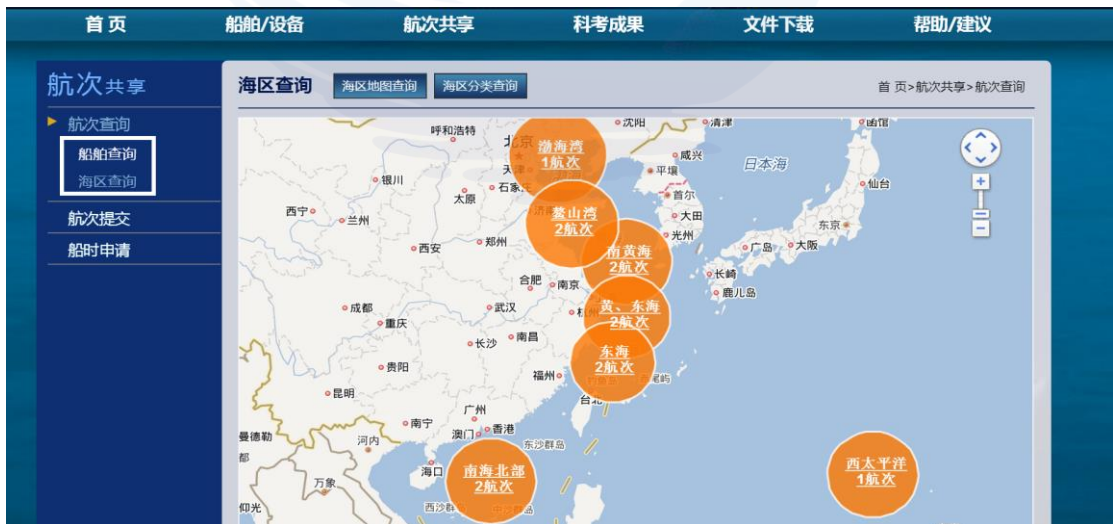 首 页 船舶/设备 航次共享 科考成果 文件下载 帮助/建议
航次共享
航次查询
船舶查询
海区查询
航次提交
船时申请
海区查询 海区地图查询 海区分类查询
首 页>航次共享>航次查询
呼和浩特
沈阳
清津
函馆
渤海湾
1航次
咸兴
平壤
日本海
银川
太原
首尔
仙台
西宁
兰州
鳌山湾
2航次
大田
光州
东京
西安
郑州
南黄海
2航次
广岛
大阪
长崎
合肥
南京
鹿儿岛
成都
武汉
黄、东海
2航次
重庆
长沙
南昌
东海
2航次
贵阳
福州
昆明
台北
广州
南宁
澳门
香港
曼德勒
河内
东沙群岛
海口
南海北部
2航次
西太平洋
1航次
万象
仰光